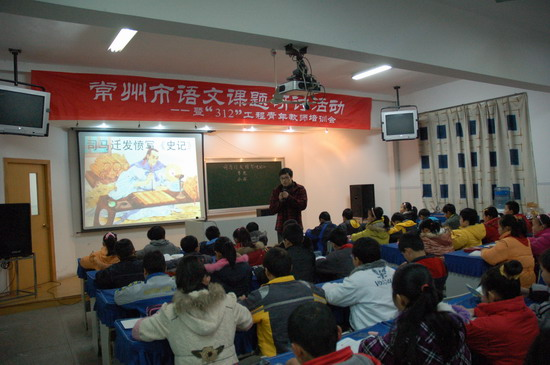 常州市语文课题研讨活动
——暨“312”工程青年教师培训会
司马迁发愤写《史记》